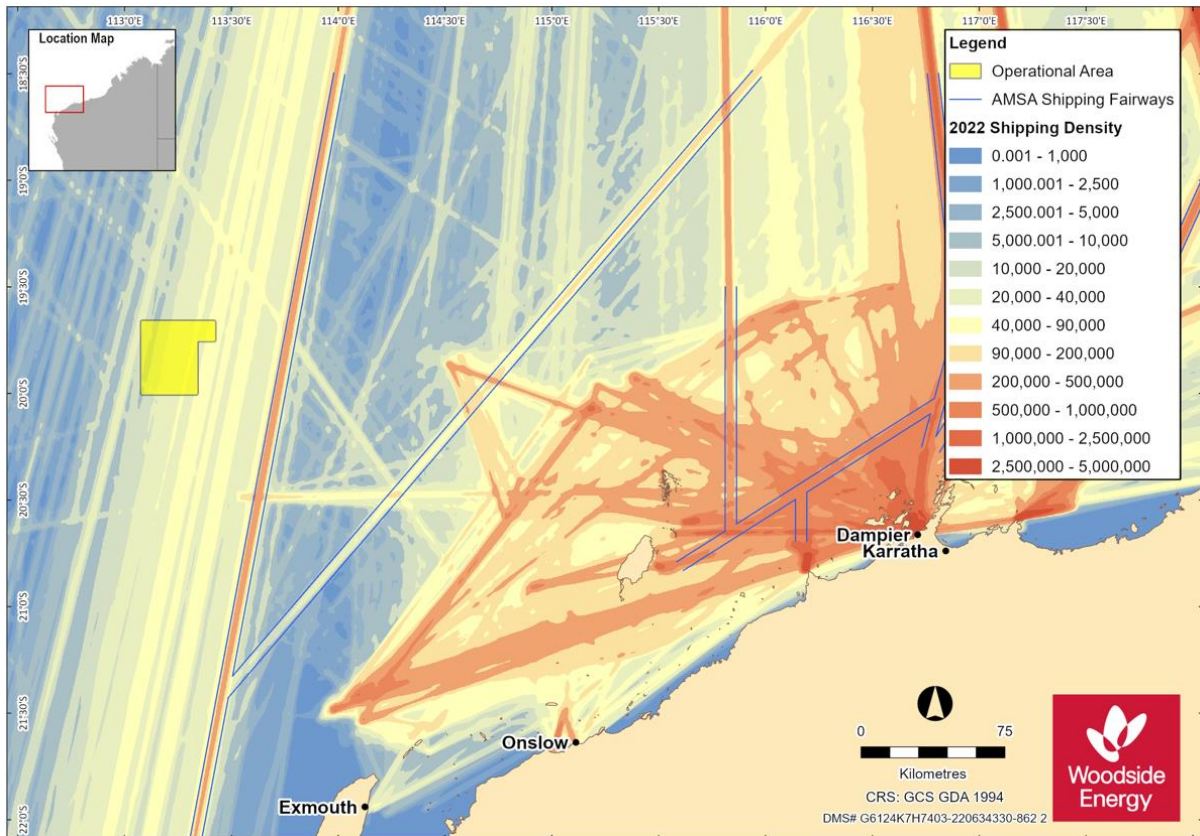 113°0'E
113°30'E
114°0'E
114°30'E
115°0'E
115°30'E
116°0'E
116°30'E
117°0'E
117°30'E
Location Map
18°30'S
19°0'S
19°30'S
20°0'S
20°30'S
21°0'S
21°30'S
22°0'S
Legend
Operational Area
AMSA Shipping Fairways
2022 Shipping Density
0.001 - 1,000
1,000.001 - 2,500
2,500.001 - 5,000
5,000.001 - 10,000
10,000 - 20,000
20,000 - 40,000
40,000 - 90,000
90,000 - 200,000
200,000 - 500,000
500,000 - 1,000,000
1,000,000 - 2,500,000
2,500,000 - 5,000,000
Dampier
Karratha
Onslow
Exmouth
0 75
Kilometres
CRS: GCS GDA 1994
DMS# G6124K7H7403-220634330-862 2
Woodside
Energy